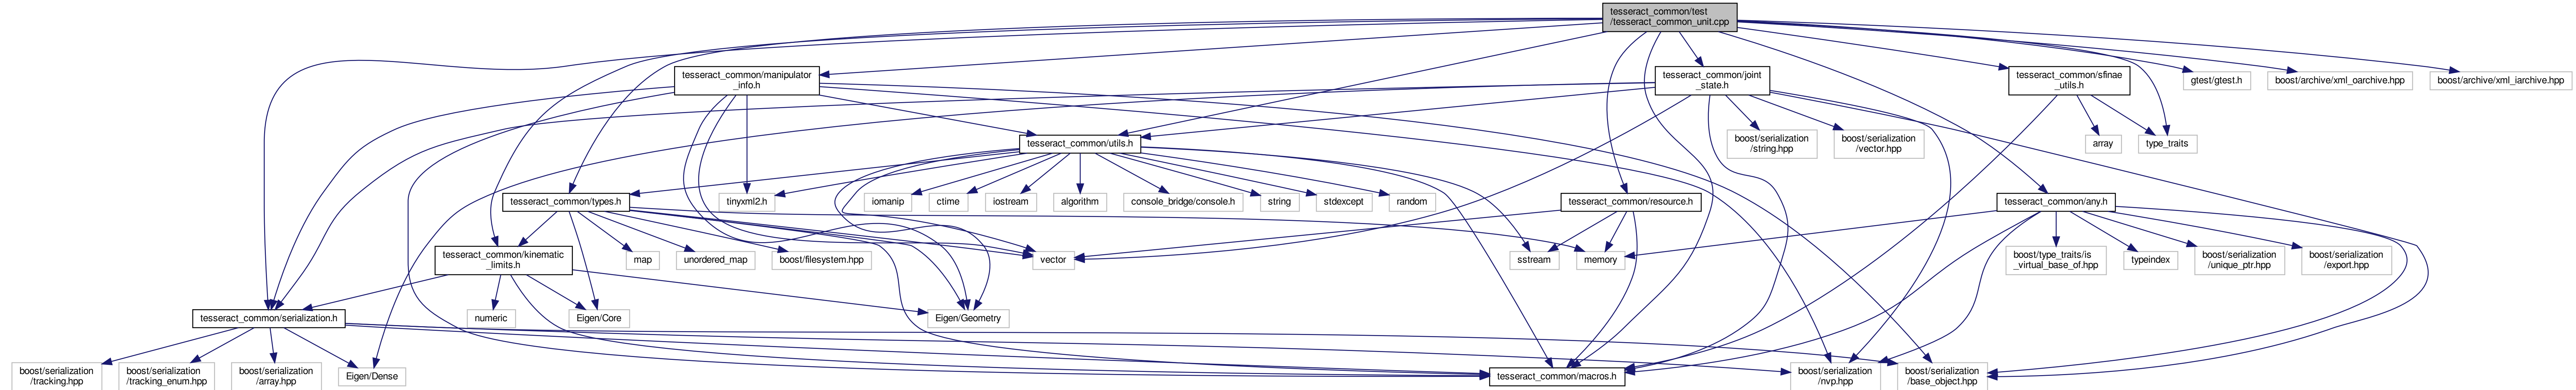 tesseract_common/test
/tesseract_common_unit.cpp
tesseract_common/manipulator
_info.h
tesseract_common/joint
_state.h
tesseract_common/sfinae
_utils.h
gtest/gtest.h
boost/archive/xml_oarchive.hpp
boost/archive/xml_iarchive.hpp
tesseract_common/utils.h
boost/serialization
/string.hpp
boost/serialization
/vector.hpp
array
type_traits
tesseract_common/types.h
tinyxml2.h
iomanip
ctime
iostream
algorithm
console_bridge/console.h
string
stdexcept
random
tesseract_common/resource.h
tesseract_common/any.h
tesseract_common/kinematic
_limits.h
map
unordered_map
boost/filesystem.hpp
vector
sstream
memory
boost/type_traits/is
_virtual_base_of.hpp
typeindex
boost/serialization
/unique_ptr.hpp
boost/serialization
/export.hpp
tesseract_common/serialization.h
numeric
Eigen/Core
Eigen/Geometry
boost/serialization
/tracking.hpp
boost/serialization
/tracking_enum.hpp
boost/serialization
/array.hpp
Eigen/Dense
tesseract_common/macros.h
boost/serialization
/nvp.hpp
boost/serialization
/base_object.hpp